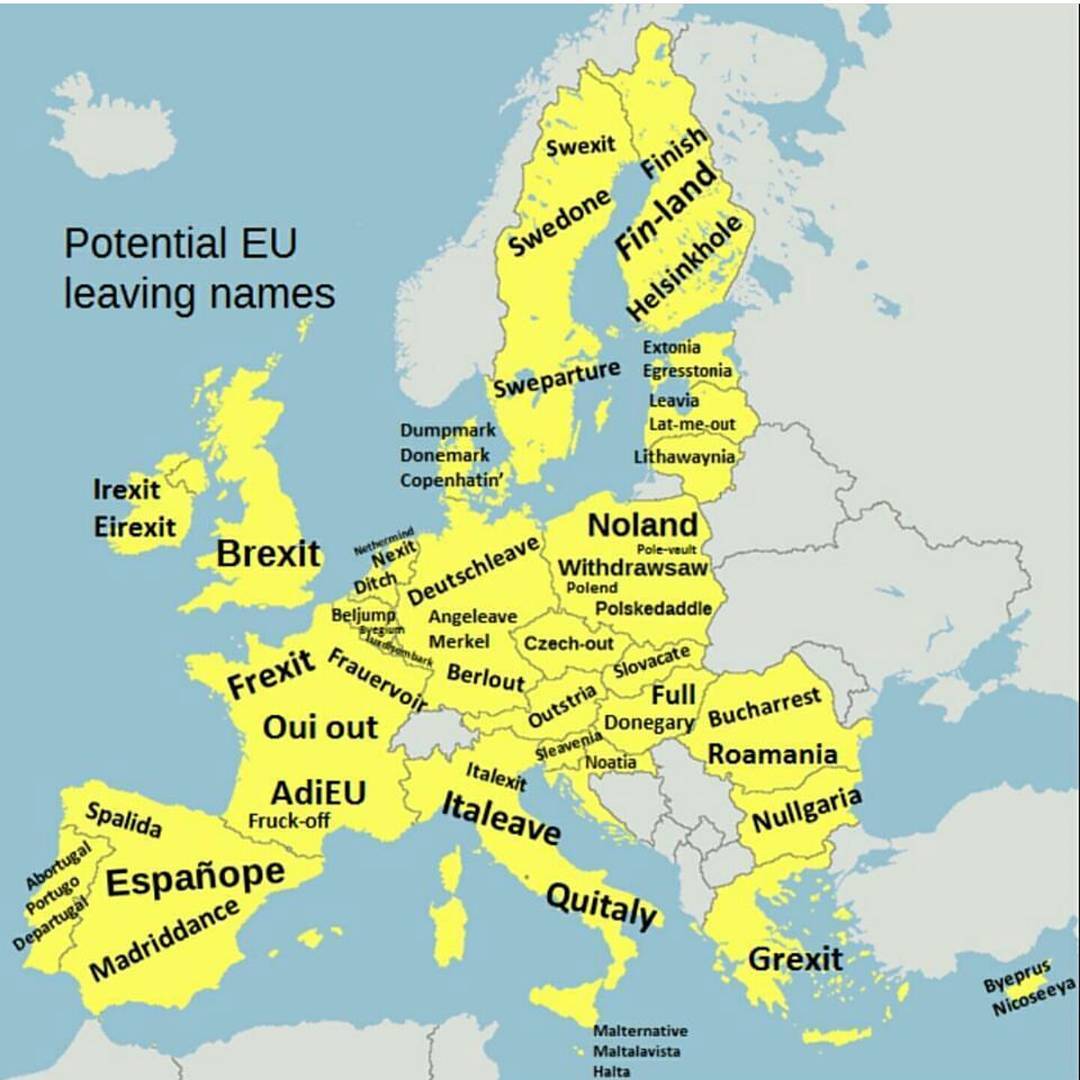 Potential EU
leaving names
Swexit
Swedone
Sweparture
Finish
Fin-land
Helsinkhole
Extonia
Egresstonia
Leavia
Lat-me-out
Lithawaynia
Dumpmark
Donemark
Copenhatin'
Irexit
Eirexit
Brexit
Nethermind
Nexit
Ditch
Beljump
Byegium
Deutschleave
Angeleave
Merkel
Berlout
Noland
Pole-vault
Withdrawsaw
Polend
Polskedaddle
Czech-out
Slovacate
Outstria
Full
Donegary
Sleavenia
Noatia
Bucharrest
Roamania
Nullgaria
Frexit
Frauervoir
Oui out
AdiEU
Fruck-off
Italexit
Italeave
Quitaly
Spalida
Españope
Madriddance
Abortugal
Portugo
Departugal
Grexit
Byeprus
Nicoseeya
Malternative
Maltalavista
Halta